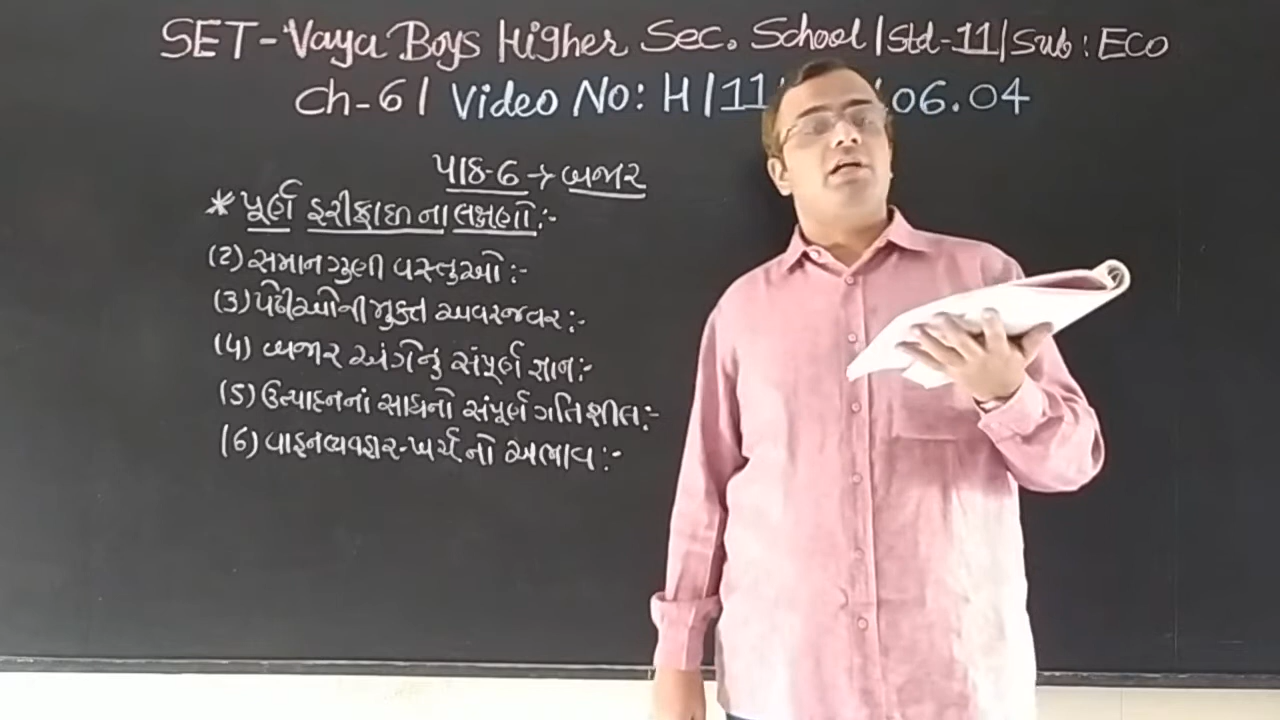 SET-Vaya Boys Higher Sec. School | Std-11 | Sub : Eco
Ch-6 | Video No: H/11 06.04
પાઠ-6 → બજાર
* પૂર્ણ હરીફાઈ ના લક્ષણો :-
(2) સમાનગુણી વસ્તુઓ :-
(3) પેઢીઓની મુક્ત અવરજવર :-
(4) બજાર અંગેનું સંપૂર્ણ જ્ઞાન :-
(5) ઉત્પાદનનાં સાધનો સંપૂર્ણ ગતિશીલ :-
(6) વાહનવ્યવહાર-ખર્ચ નો અભાવ :-